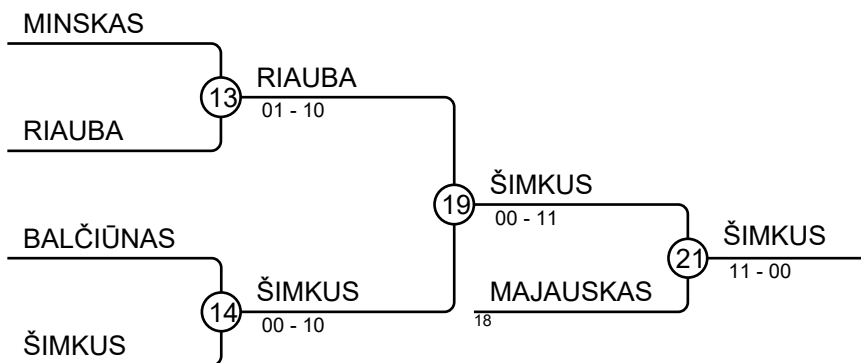 MINSKAS
13
RIAUBA
01 - 10
RIAUBA
19
ŠIMKUS
00 - 11
BALČIŪNAS
21
ŠIMKUS
11 - 00
14
ŠIMKUS
00 - 10
MAJAUSKAS
18
ŠIMKUS